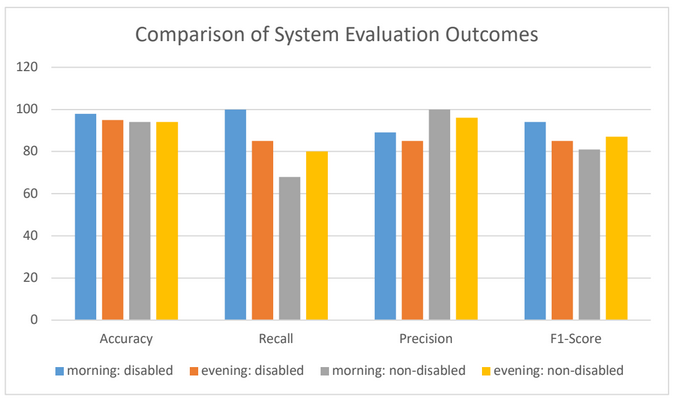 Comparison of System Evaluation Outcomes
120
100
80
60
40
20
0
Accuracy Recall Precision F1-Score
morning: disabled evening: disabled morning: non-disabled evening: non-disabled